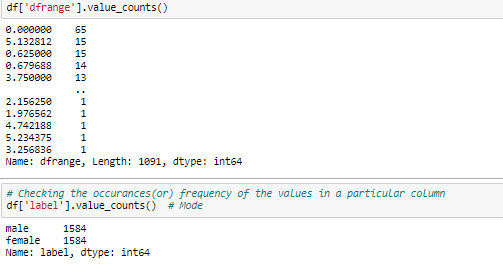 df['dfrange'].value_counts()
0.000000    65
5.132812    15
0.625000    15
0.679688    14
3.750000    13
            ..
2.156250     1
1.976562     1
4.742188     1
5.234375     1
3.256836     1
Name: dfrange, Length: 1091, dtype: int64
# Checking the occurances(or) frequency of the values in a particular column
df['label'].value_counts()  # Mode
male      1584
female    1584
Name: label, dtype: int64